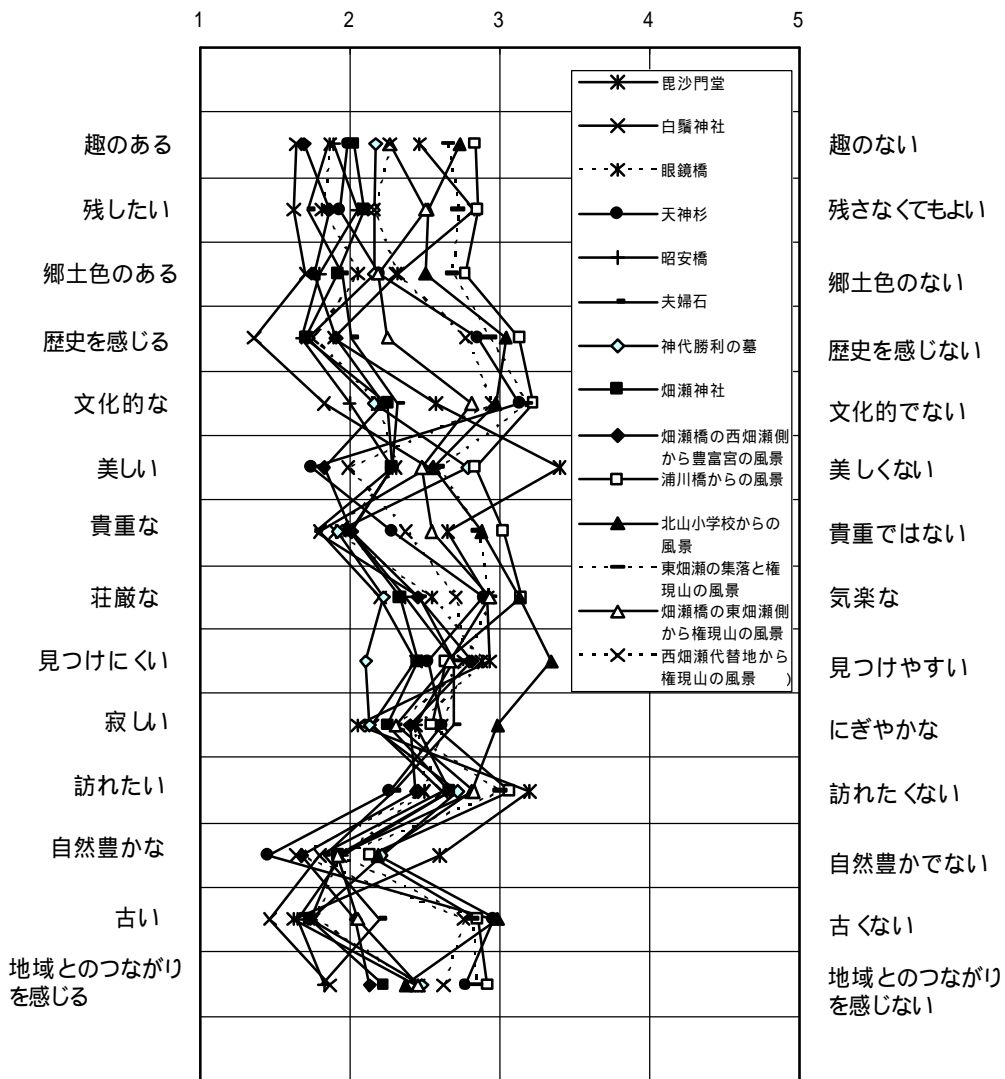 1 2 3 4 5
毘沙門堂
白鬚神社
眼鏡橋
天神杉
昭安橋
夫婦石
神代勝利の墓
畑瀬神社
畑瀬橋の西畑瀬側
から豊富宮の風景
浦川橋からの風景
北山小学校からの
風景
東畑瀬の集落と権
現山の風景
畑瀬橋の東畑瀬側
から権現山の風景
西畑瀬代替地から
権現山の風景 )
趣のある 趣のない
残したい 残さなくてもよい
郷土色のある 郷土色のない
歴史を感じる 歴史を感じない
文化的な 文化的でない
美しい 美しくない
貴重な 貴重ではない
荘厳な 気楽な
見つけにくい 見つけやすい
寂しい にぎやかな
訪れたい 訪れたくない
自然豊かな 自然豊かでない
古い 古くない
地域とのつながり
を感じる
地域とのつながり
を感じない